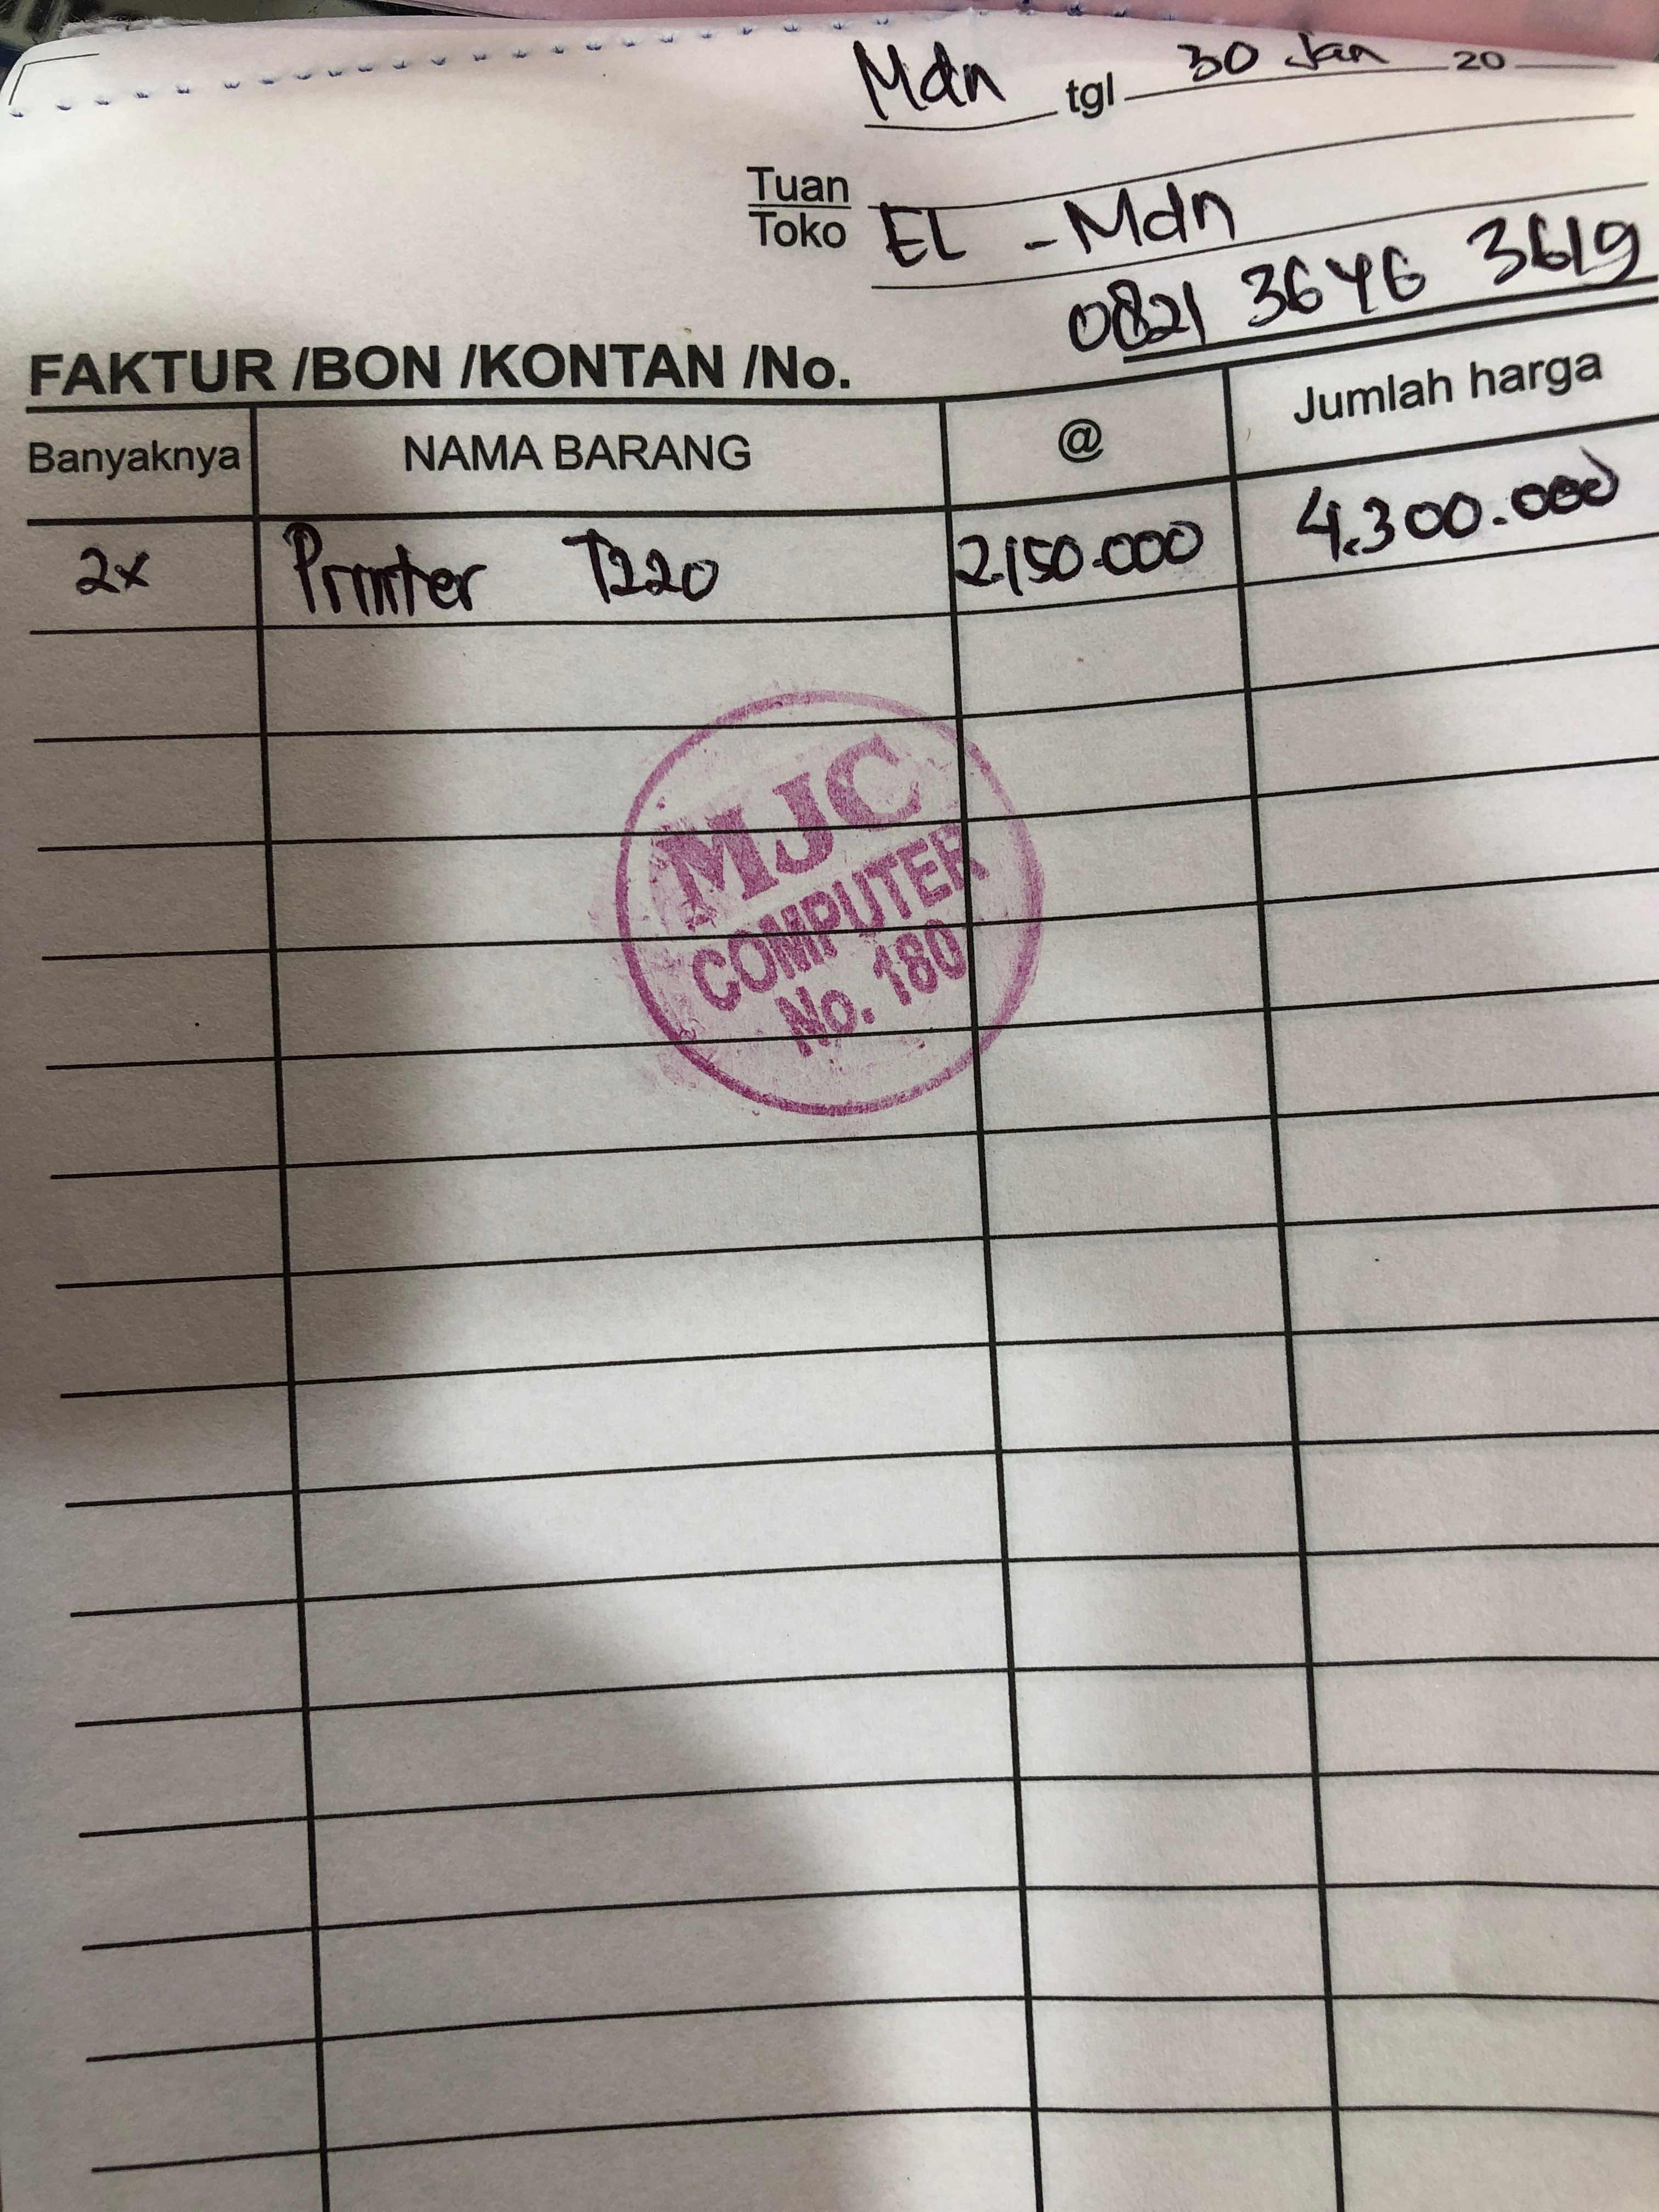 Mdn tgl 30 Jan 20
Tuan
Toko EL - Mdn
0821 3646 3619
FAKTUR /BON /KONTAN /No.
Banyaknya NAMA BARANG @ Jumlah harga
2x Printer T220 2.150.000 4.300.000
MJC
COMPUTER
No. 180